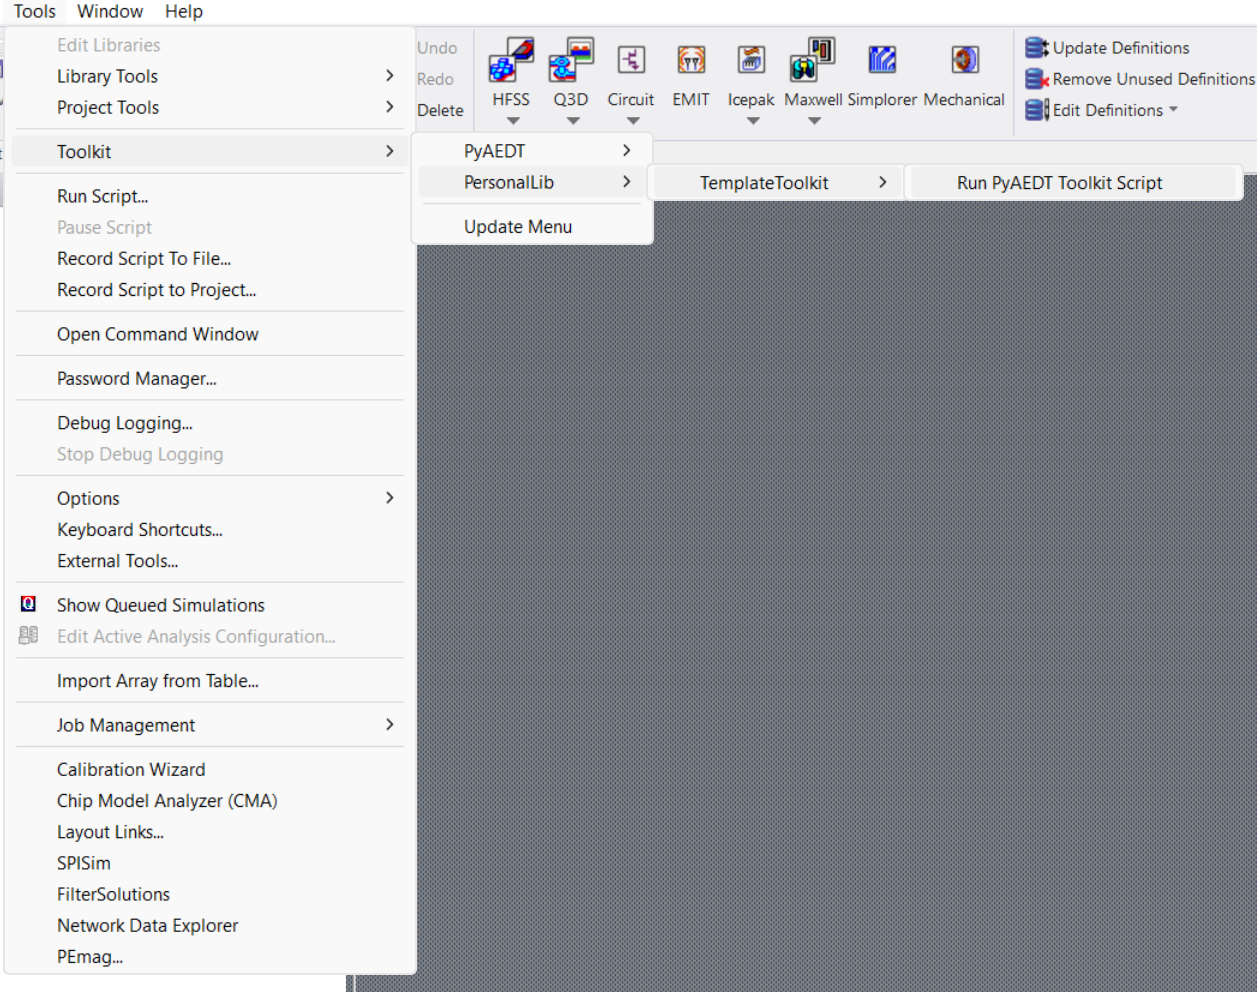 Tools Window Help
Edit Libraries
Library Tools
Project Tools
Toolkit
Run Script...
Pause Script
Record Script To File...
Record Script to Project...
Open Command Window
Password Manager...
Debug Logging...
Stop Debug Logging
Options
Keyboard Shortcuts...
External Tools...
Show Queued Simulations
Edit Active Analysis Configuration...
Import Array from Table...
Job Management
Calibration Wizard
Chip Model Analyzer (CMA)
Layout Links...
SPISim
FilterSolutions
Network Data Explorer
PEmag...
Undo
Redo
Delete
HFSS Q3D Circuit EMIT Icepak Maxwell Simplorer Mechanical
Update Definitions
Remove Unused Definitions
Edit Definitions
PyAEDT
PersonalLib
Update Menu
TemplateToolkit
Run PyAEDT Toolkit Script